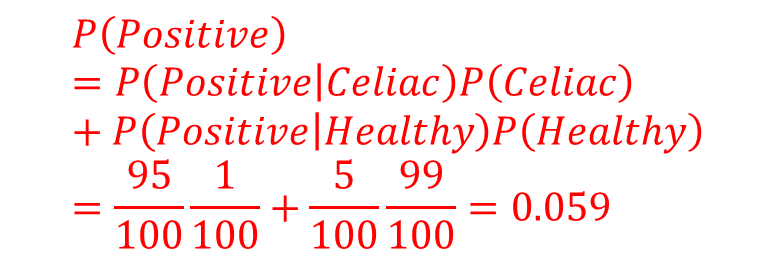 P(Positive)
= P(Positive|Celiac)P(Celiac)
+ P(Positive|Healthy)P(Healthy)
= 95/100 1/100 + 5/100 99/100 = 0.059